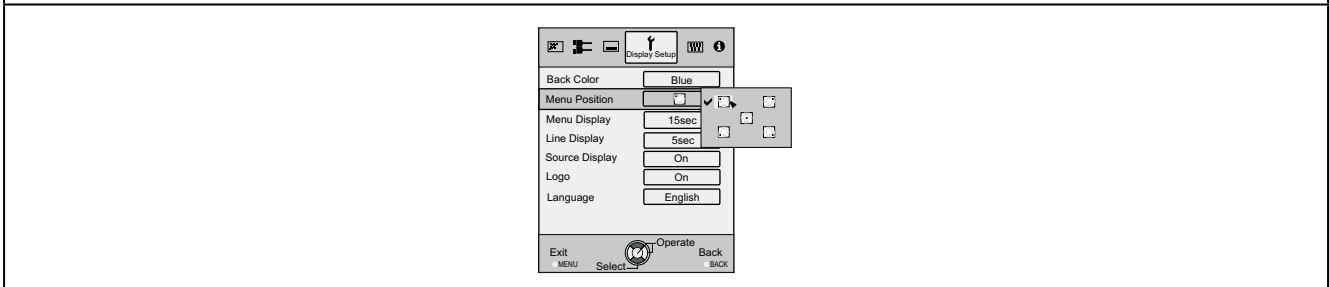 Display Setup
Back Color Blue
Menu Position
Menu Display 15sec
Line Display 5sec
Source Display On
Logo On
Language English
Operate
Exit Back
MENU Select BACK